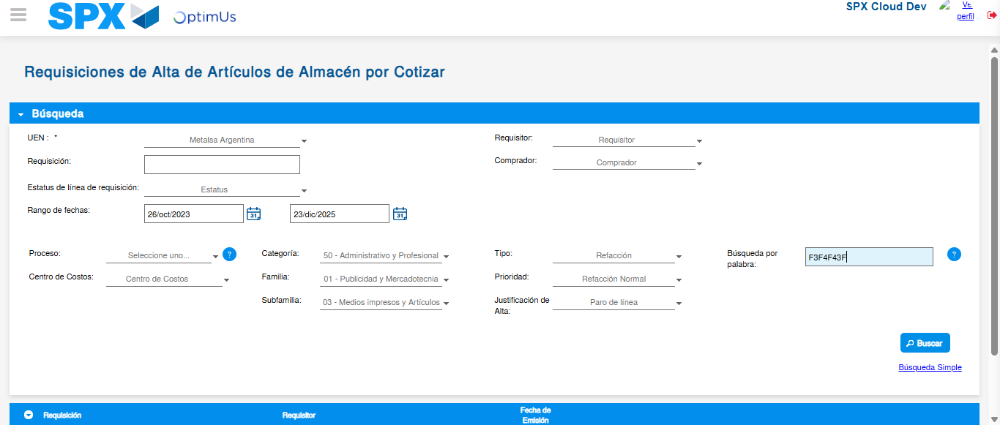 SPX OptimUs
SPX Cloud Dev
Ve
perfil
Requisiciones de Alta de Artículos de Almacén por Cotizar
Búsqueda
UEN : * Metalsa Argentina
Requisitor: Requisitor
Requisición:
Comprador: Comprador
Estatus de línea de requisición: Estatus
Rango de fechas: 26/oct/2023 31 23/dic/2025 31
Proceso: Seleccione uno... ?
Categoría: 50 - Administrativo y Profesional
Tipo: Refacción
Búsqueda por
palabra:
F3F4F43F ?
Centro de Costos: Centro de Costos
Familia: 01 - Publicidad y Mercadotecnia
Prioridad: Refacción Normal
Subfamilia: 03 - Medios impresos y Artículos
Justificación de
Alta:
Paro de línea
Buscar
Búsqueda Simple
Requisición Requisitor
Fecha de
Emisión